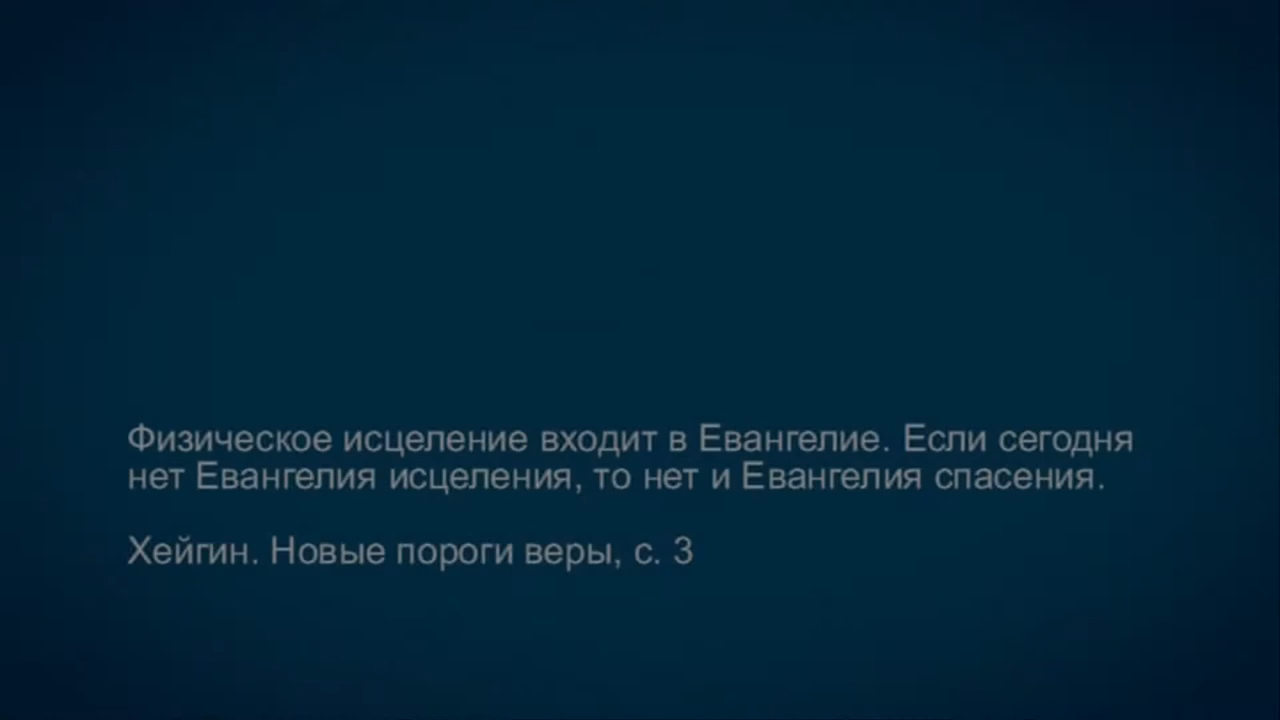 Физическое исцеление входит в Евангелие. Если сегодня
нет Евангелия исцеления, то нет и Евангелия спасения.
Хейгин. Новые пороги веры, с. 3